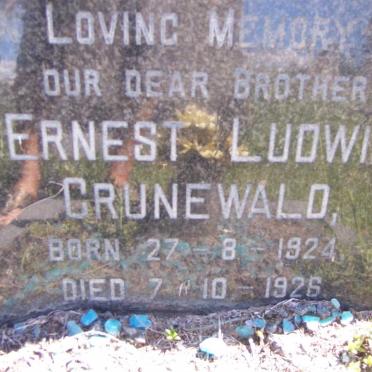 LOVING MEMORY
OUR DEAR BROTHER
ERNEST LUDWI
GRUNEWALD,
BORN 27-8-1924
DIED 7-10-1926